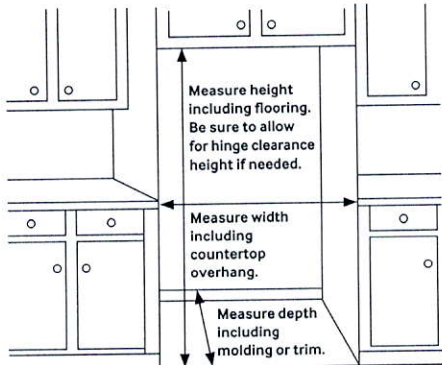 Measure height
including flooring.
Be sure to allow
for hinge clearance
height if needed.
Measure width
including
countertop
overhang.
Measure depth
including
molding or trim.